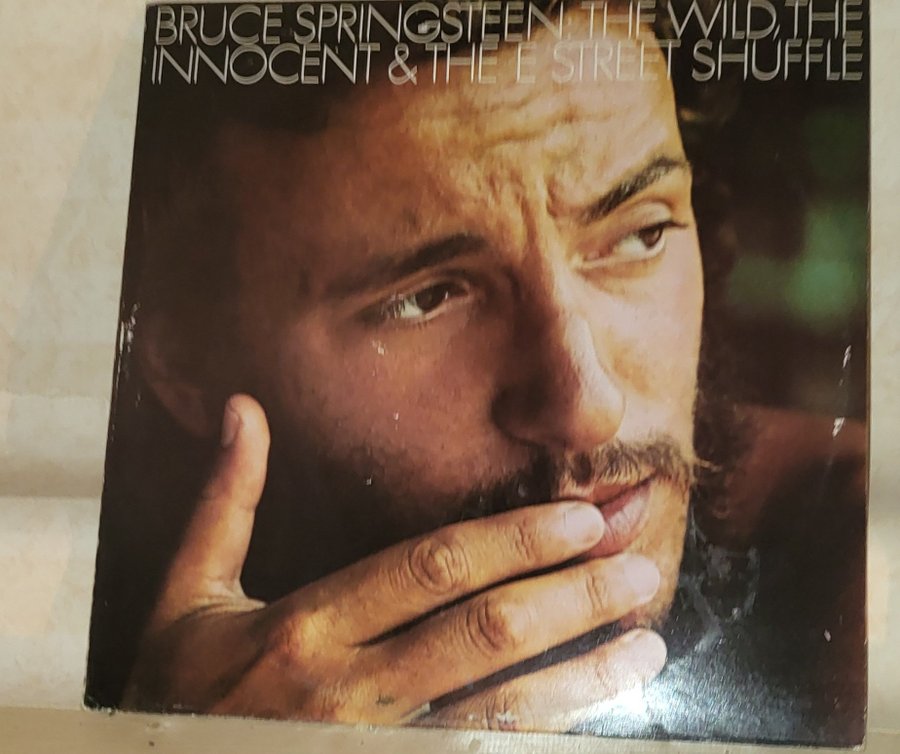 BRUCE SPRINGSTEEN: THE WILD, THE
INNOCENT & THE E STREET SHUFFLE